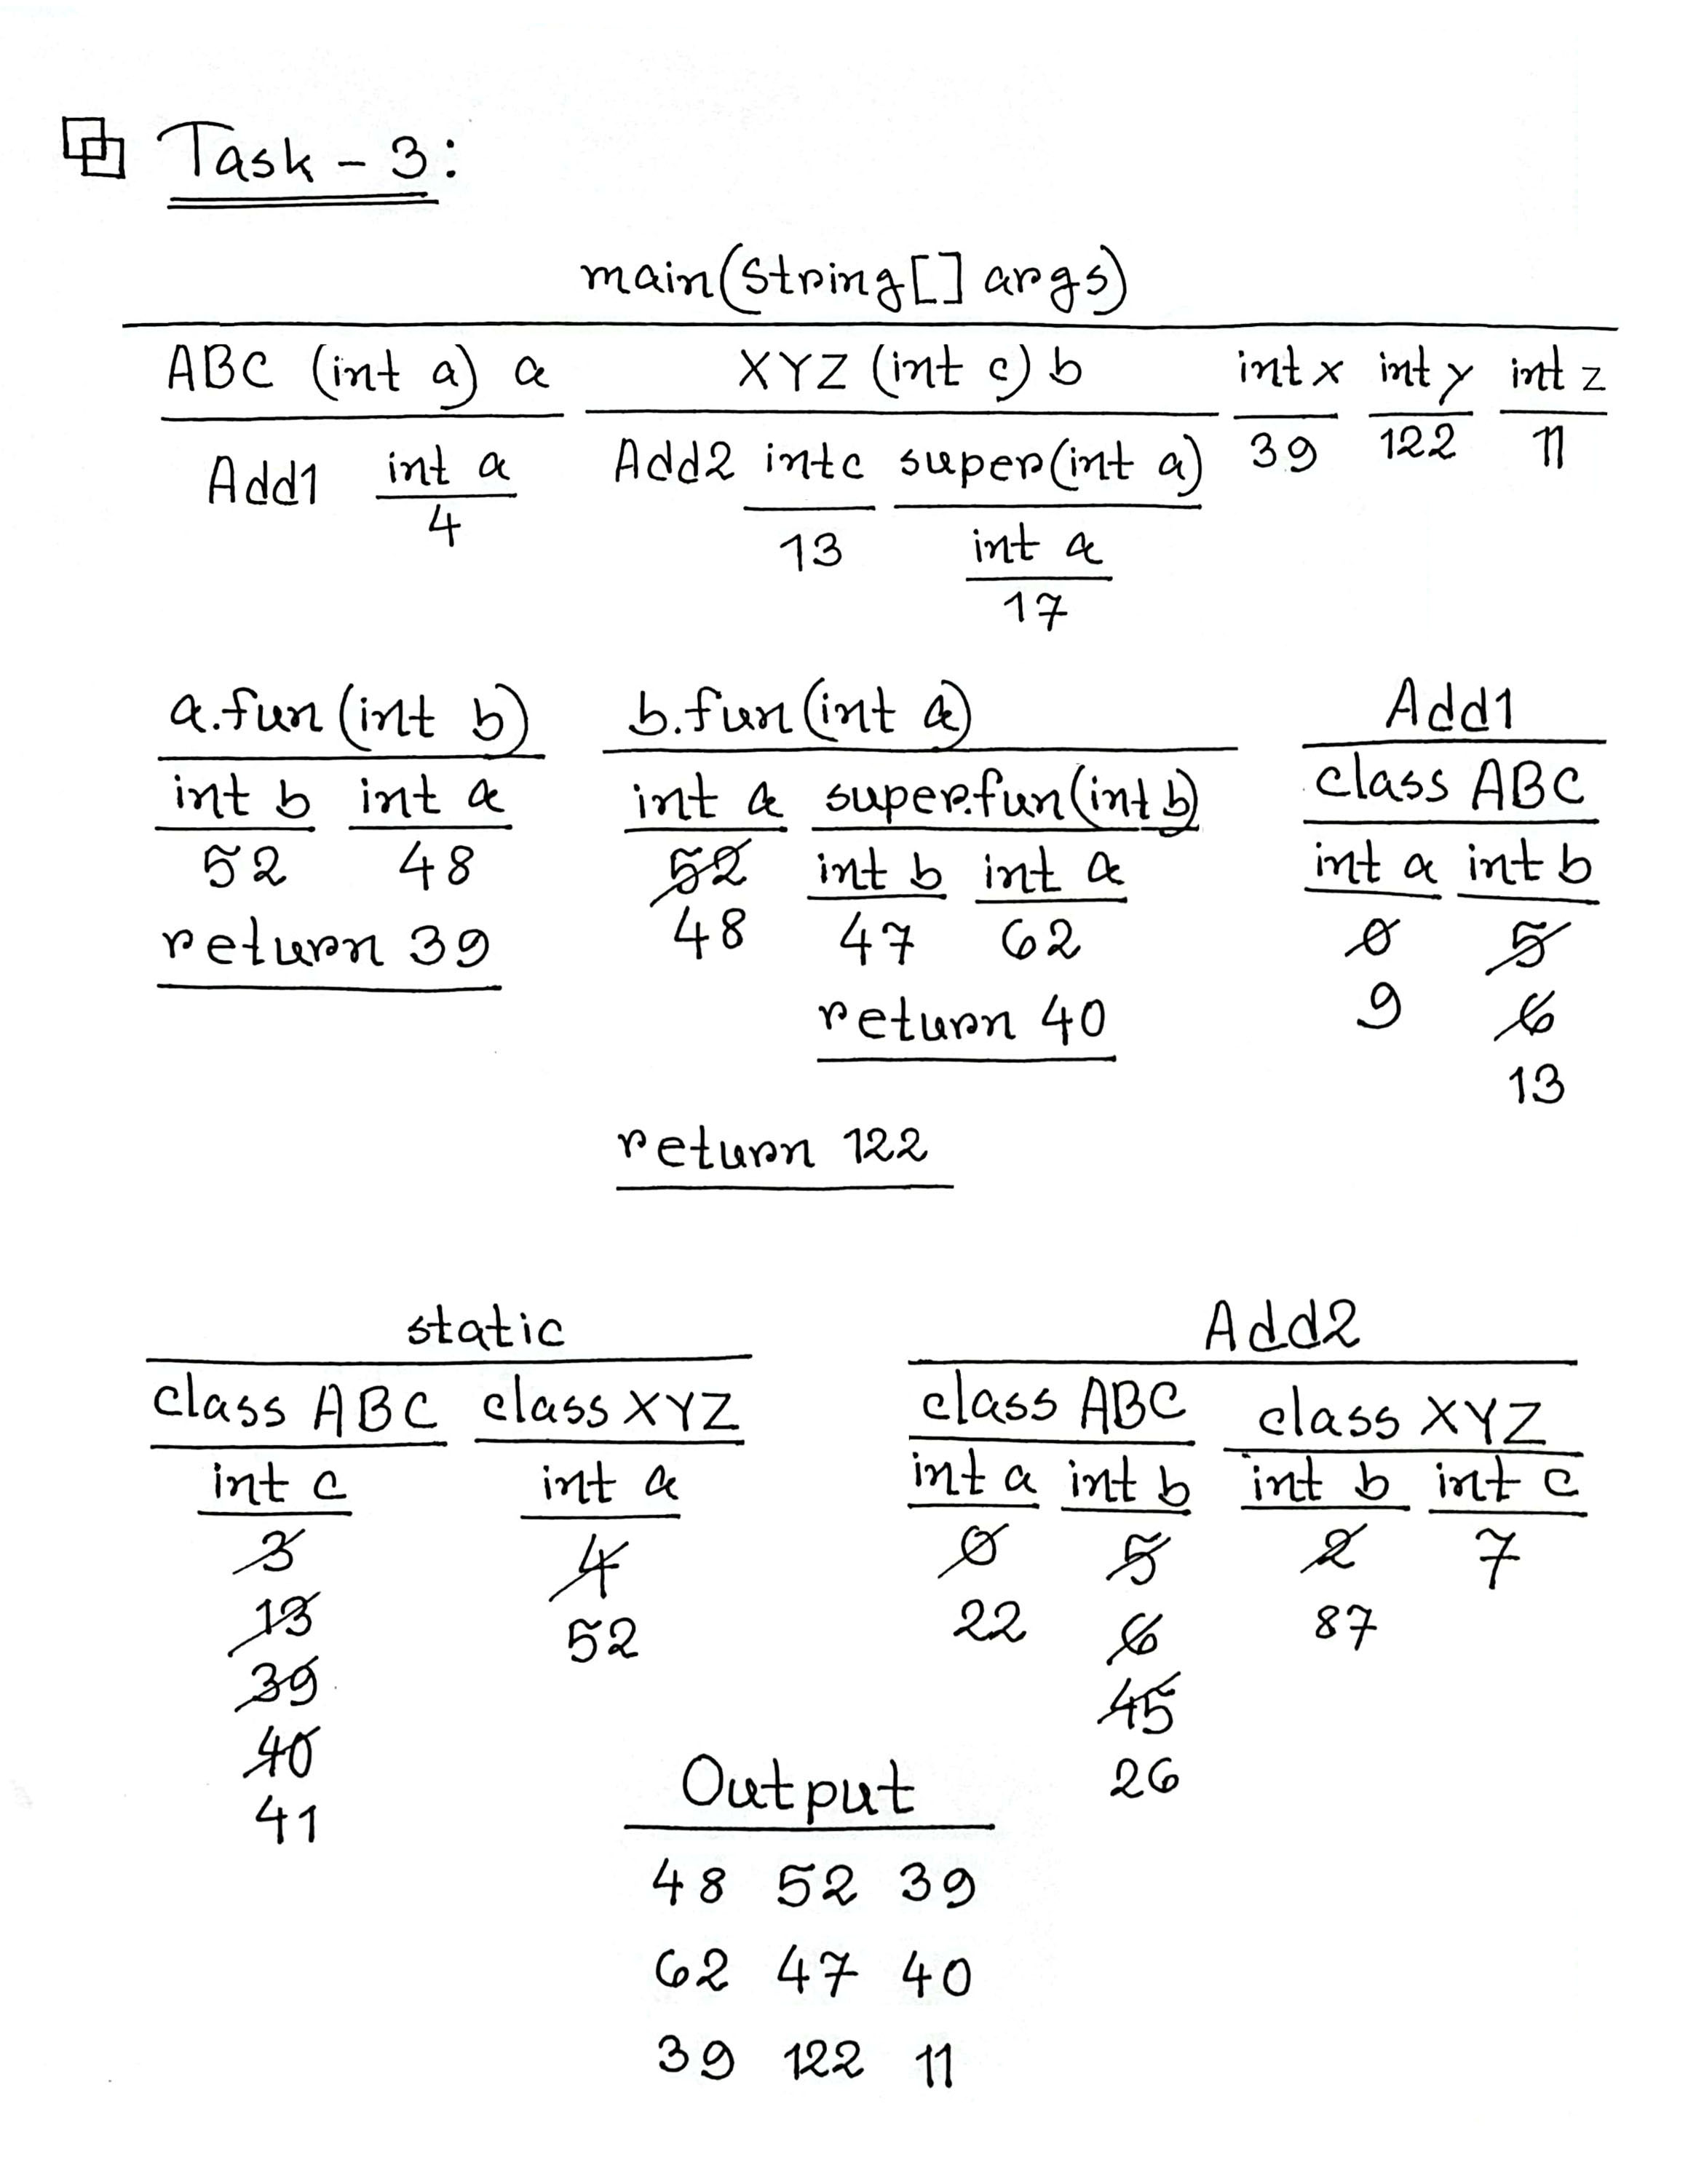 Task - 3:
main(String[] args)
ABC (int a) a XYZ (int c) b int x int y int z
Add1 int a Add2 int c super(int a) 39 122 11
4 13 int a
17
a.fun(int b) b.fun(int a) Add1
int b int a int a super.fun(int b) class ABC
52 48 52 int b int a int a int b
return 39 48 47 62 0 5
return 40 9 6
13
return 122
static Add2
class ABC class XYZ class ABC class XYZ
int c int a int a int b int b int c
3 4 0 5 2 7
13 52 22 6 87
39 45
40 26
41
Output
48 52 39
62 47 40
39 122 11